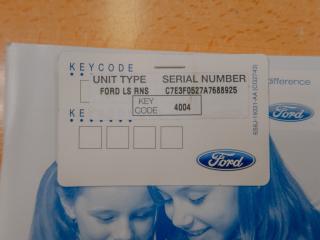 KEYCODE
UNIT TYPE SERIAL NUMBER
FORD LS RNS C7E3F0527A7688925
KEY
CODE 4004
KE
Ford
difference
Ford